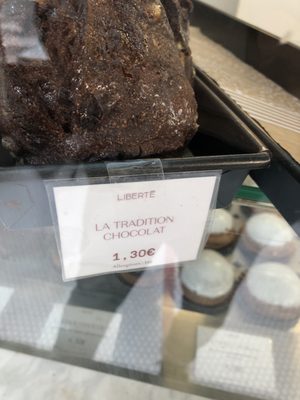 LIBERTÉ
LA TRADITION
CHOCOLAT
1,30€